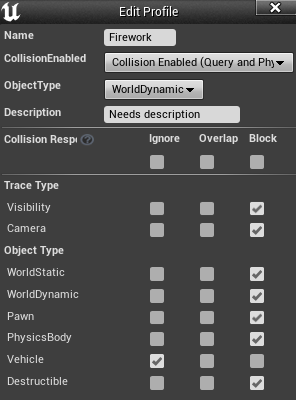 Edit Profile
Name Firework
CollisionEnabled Collision Enabled (Query and Phy
ObjectType WorldDynamic
Description Needs description
Collision Respo Ignore Overlap Block
Trace Type
Visibility
Camera
Object Type
WorldStatic
WorldDynamic
Pawn
PhysicsBody
Vehicle
Destructible